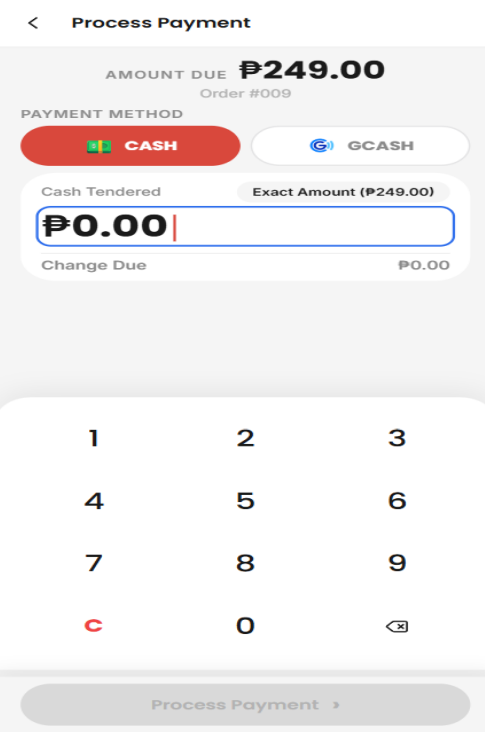 Process Payment
AMOUNT DUE ₱249.00
Order #009
PAYMENT METHOD
CASH
GCASH
Cash Tendered
Exact Amount (₱249.00)
₱0.00
Change Due
₱0.00
1 2 3
4 5 6
7 8 9
C 0
Process Payment ›